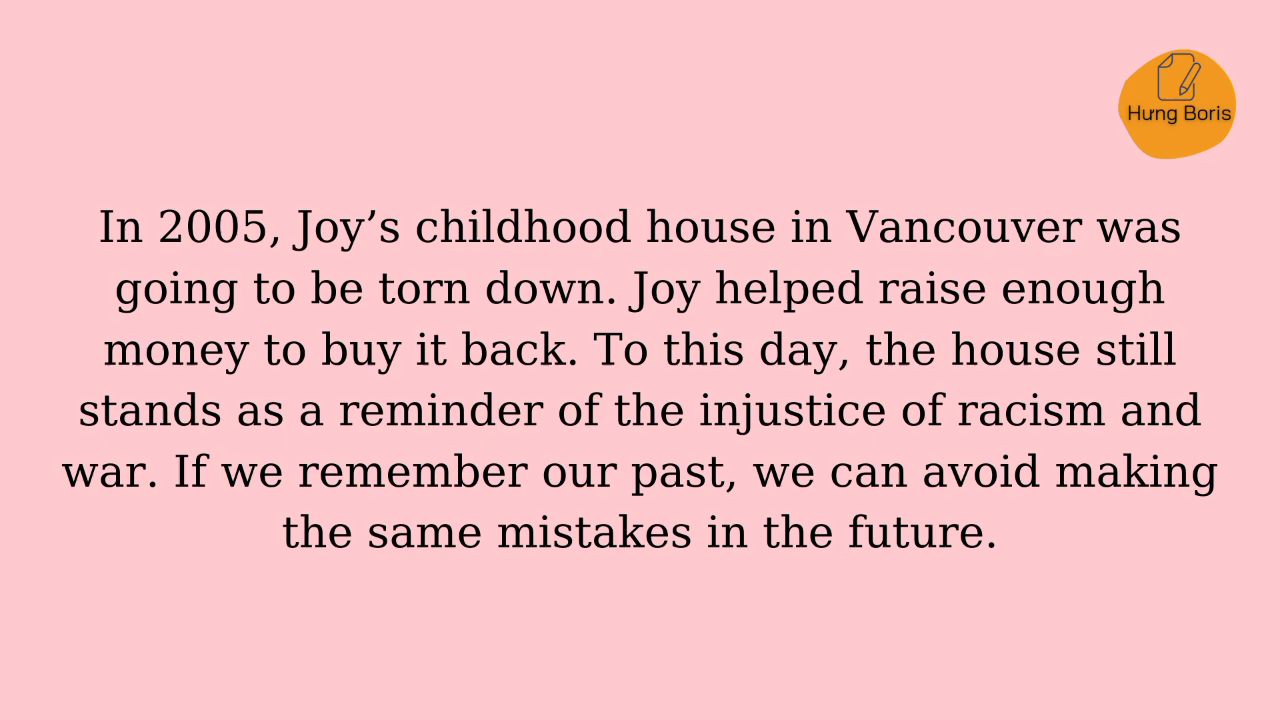 Hưng Boris
In 2005, Joy’s childhood house in Vancouver was
going to be torn down. Joy helped raise enough
money to buy it back. To this day, the house still
stands as a reminder of the injustice of racism and
war. If we remember our past, we can avoid making
the same mistakes in the future.